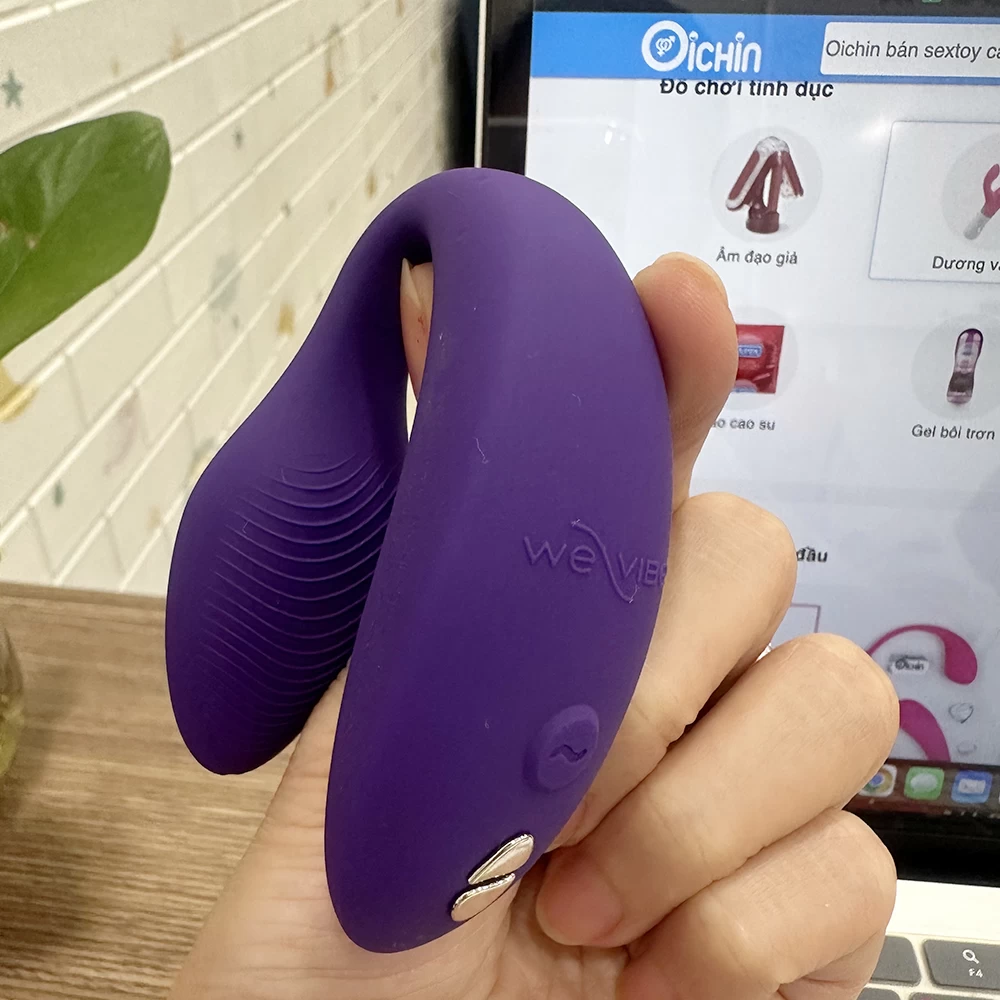 Oichin
Oichin bán sextoy
Đồ chơi tình dục
Âm đạo giả
Dương
cao su
Gel bôi trơn
đầu
we VIBE
F4